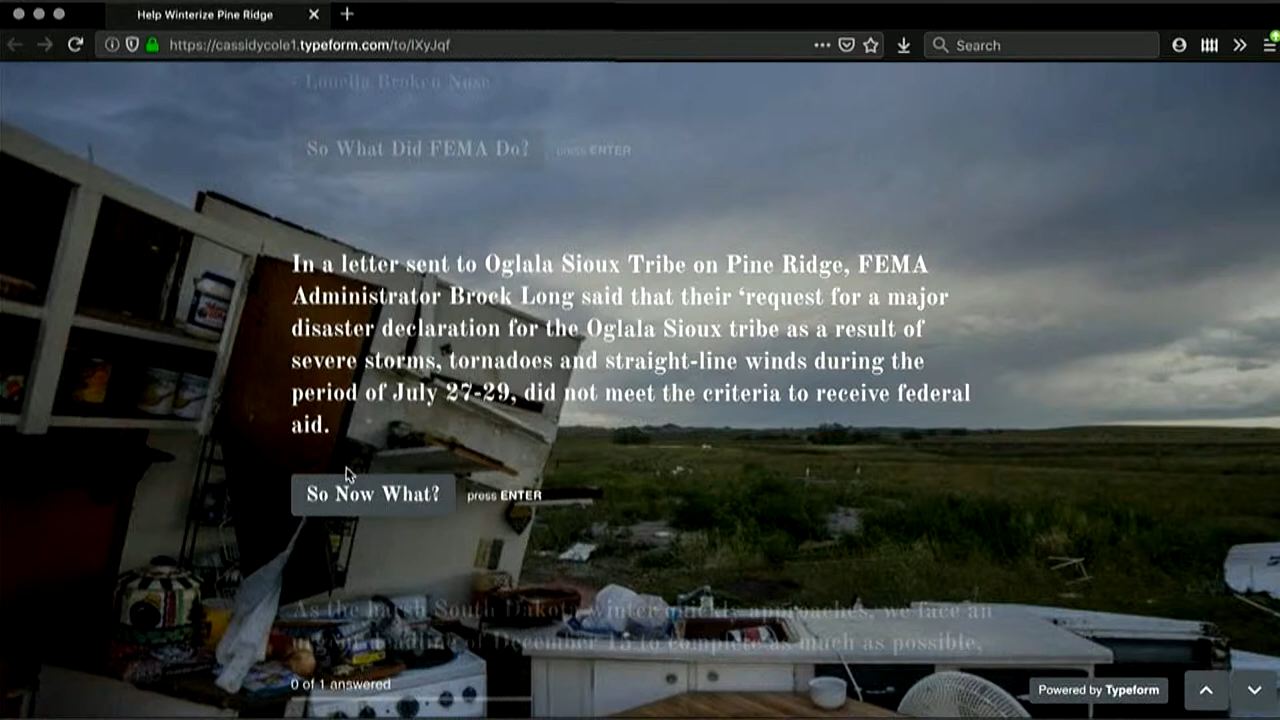 Help Winterize Pine Ridge
https://cassidycole1.typeform.com/to/lXyJqf
Search
- Louella Broken Nose
So What Did FEMA Do? press ENTER
In a letter sent to Oglala Sioux Tribe on Pine Ridge, FEMA
Administrator Brock Long said that their ‘request for a major
disaster declaration for the Oglala Sioux tribe as a result of
severe storms, tornadoes and straight-line winds during the
period of July 27-29, did not meet the criteria to receive federal
aid.
So Now What? press ENTER
As the harsh South Dakota winter quickly approaches, we face an
urgent deadline of December 15 to complete as much as possible,
0 of 1 answered
Powered by Typeform